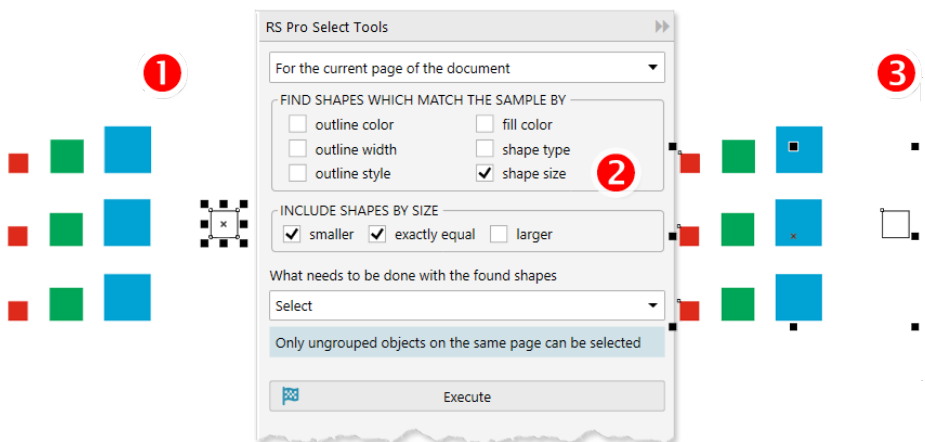 RS Pro Select Tools
1
3
For the current page of the document
FIND SHAPES WHICH MATCH THE SAMPLE BY
outline color
fill color
outline width
shape type
outline style
shape size
2
INCLUDE SHAPES BY SIZE
smaller
exactly equal
larger
What needs to be done with the found shapes
Select
Only ungrouped objects on the same page can be selected
Execute